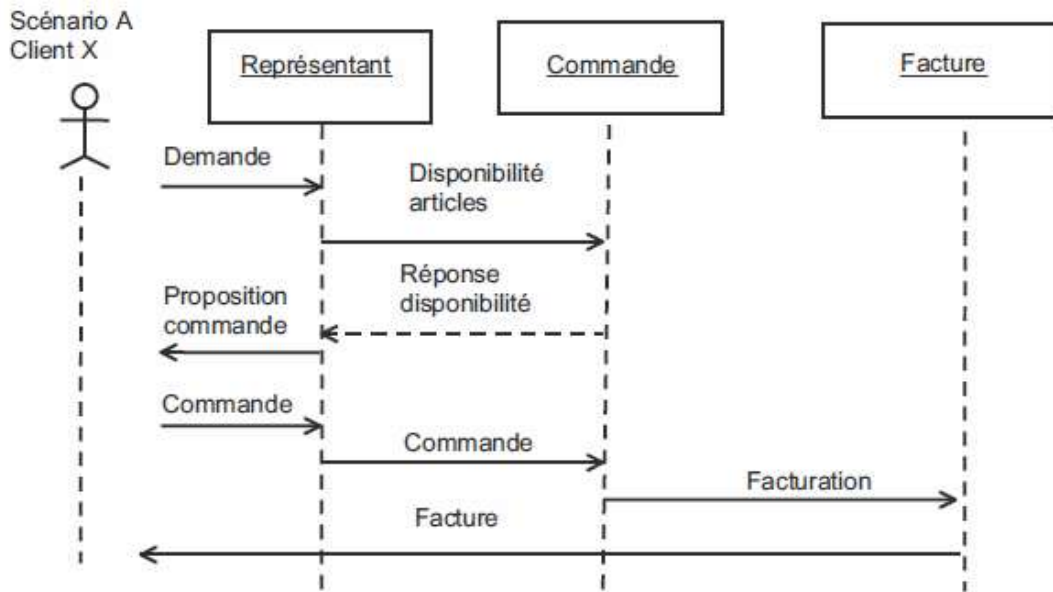 Scénario A
Client X
Représentant
Commande
Facture
Demande
Disponibilité
articles
Réponse
disponibilité
Proposition
commande
Commande
Commande
Facturation
Facture